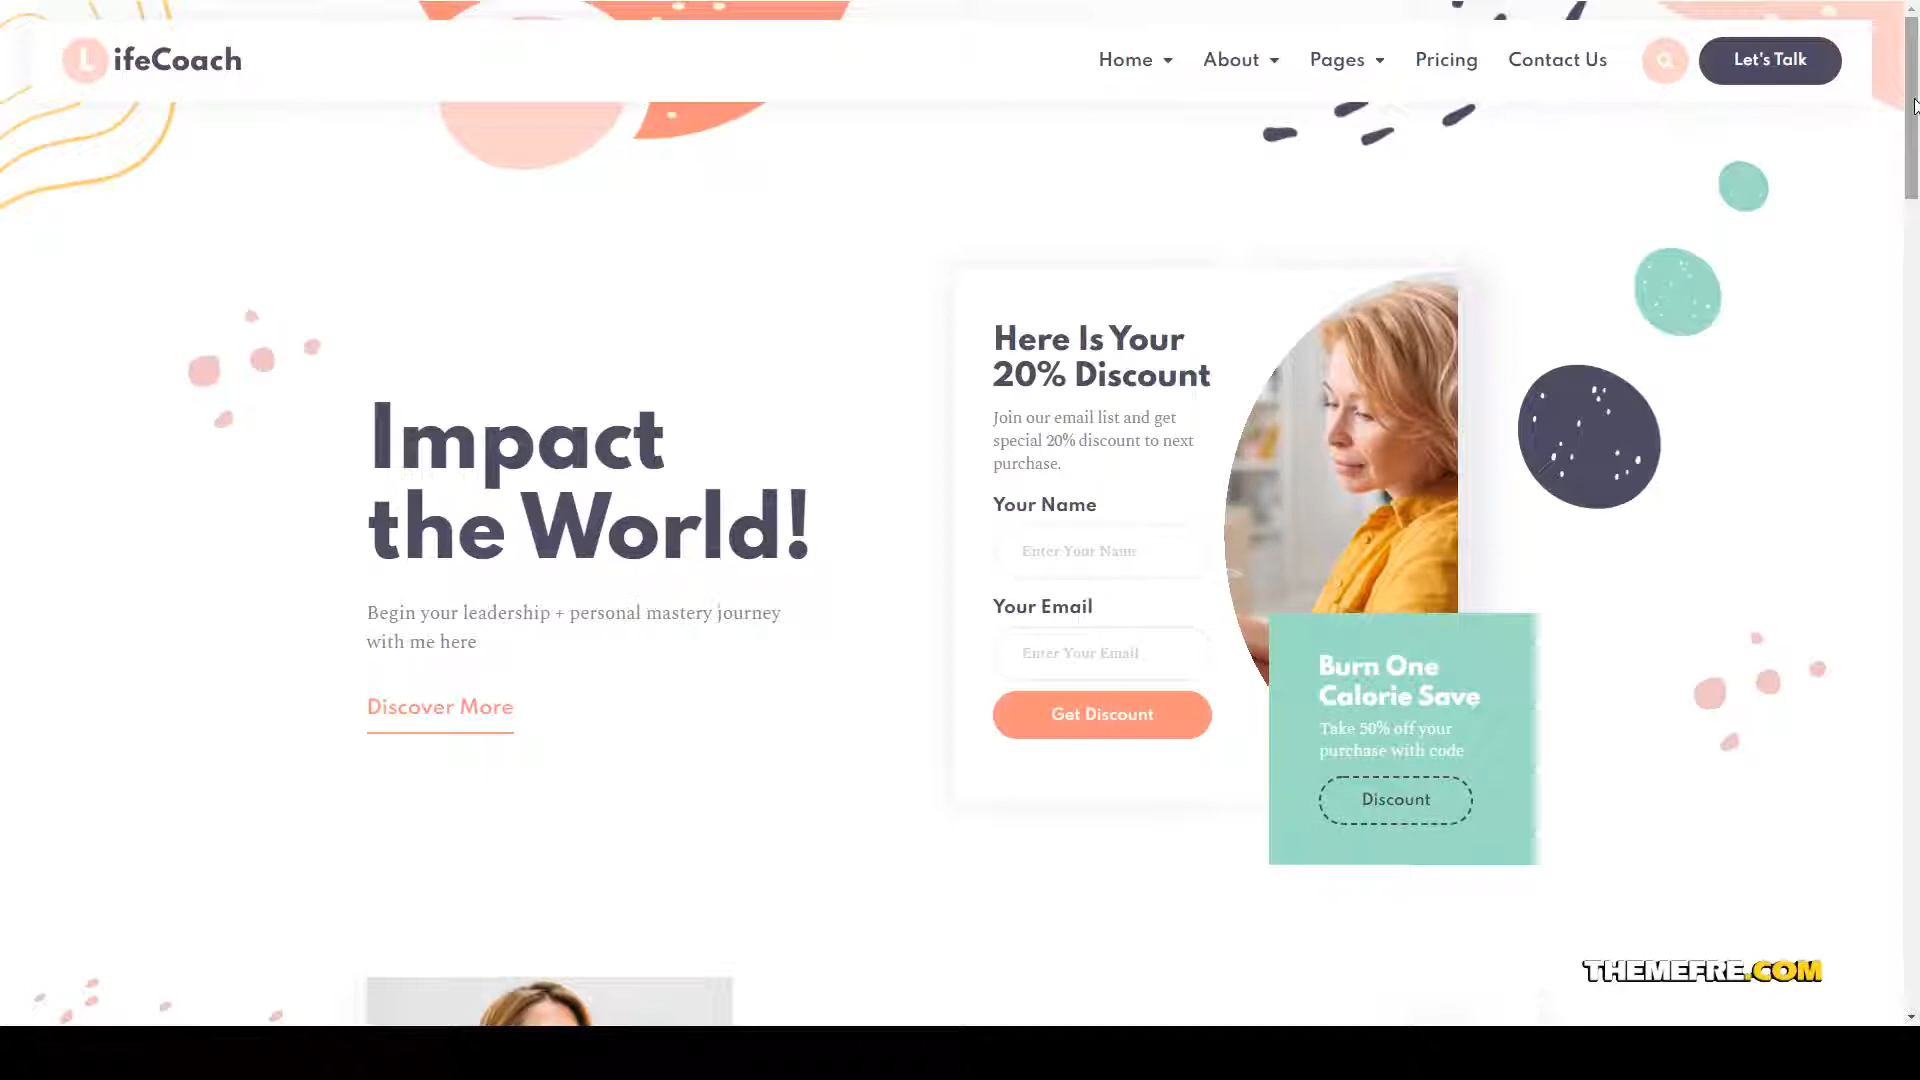 LifeCoach
Home
About
Pages
Pricing
Contact Us
Let's Talk
Impact
the World!
Begin your leadership + personal mastery journey
with me here
Discover More
Here Is Your
20% Discount
Join our email list and get
special 20% discount to next
purchase.
Your Name
Enter Your Name
Your Email
Enter Your Email
Get Discount
Burn One
Calorie Save
Take 50% off your
purchase with code
Discount
THEMEFRE.COM